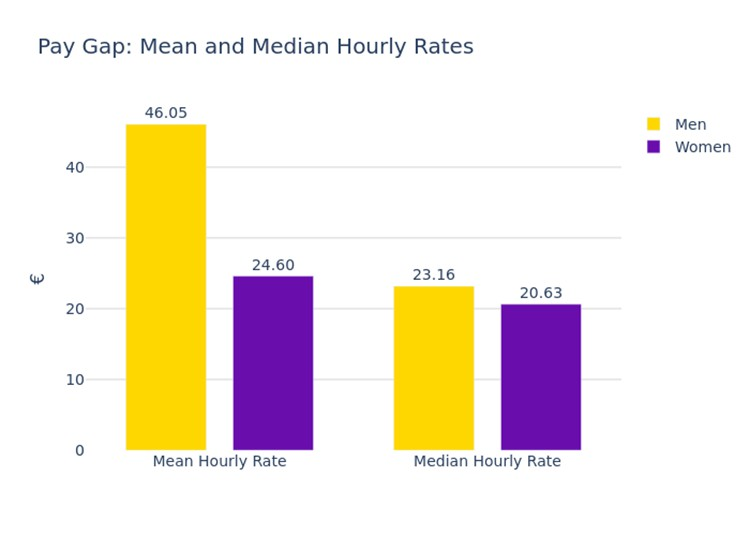 Pay Gap: Mean and Median Hourly Rates
46.05
24.60
23.16
20.63
Men
Women
€
40
30
20
10
0
Mean Hourly Rate
Median Hourly Rate